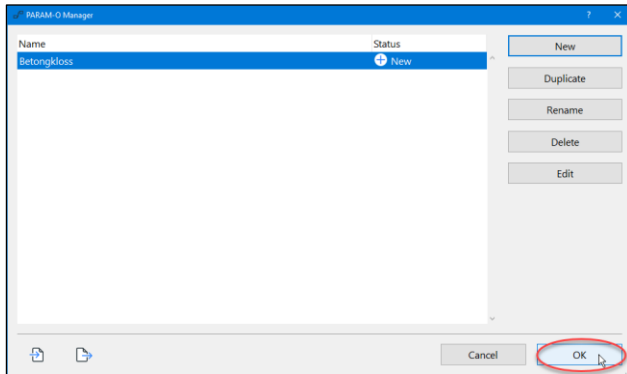 PARAM-O Manager ? ×
Name Status
Betongkloss New
New
Duplicate
Rename
Delete
Edit
Cancel OK